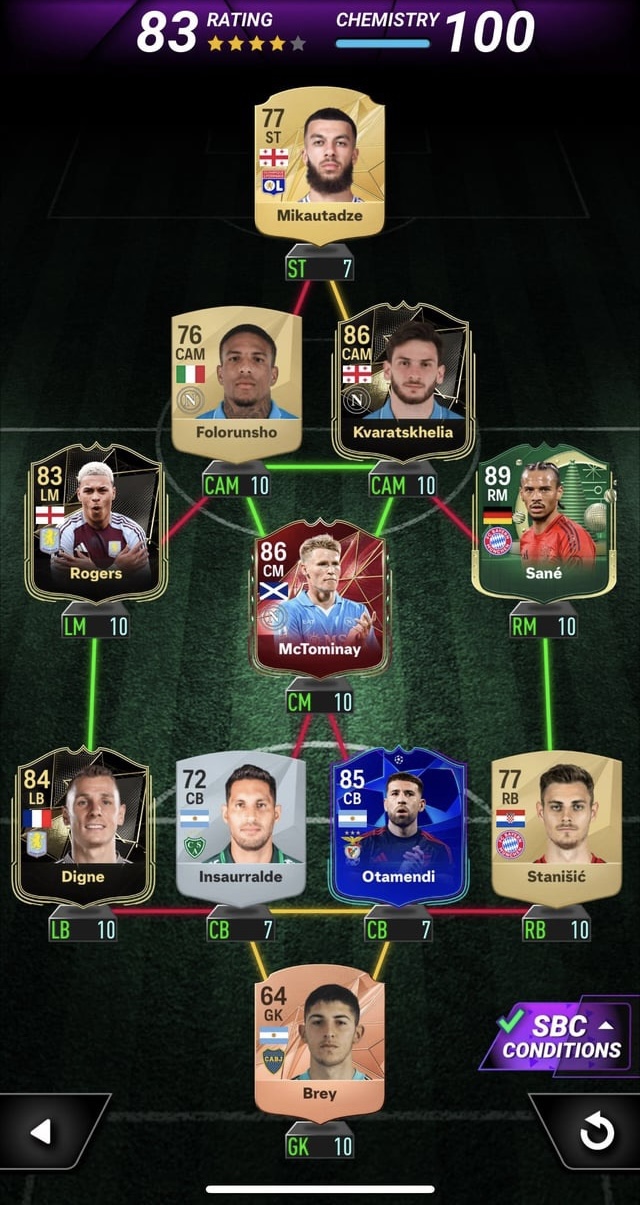 83 RATING CHEMISTRY 100
77
ST
OL
Mikautadze
ST 7
76
CAM
N
Folorunsho
CAM 10
86
CAM
N
Kvaratskhelia
CAM 10
83
LM
Rogers
LM 10
89
RM
Sané
RM 10
86
CM
McTominay
CM 10
84
LB
Digne
LB 10
72
CB
CSA
Insaurralde
CB 7
85
CB
Otamendi
CB 7
77
RB
Stanišić
RB 10
64
GK
CABJ
Brey
GK 10
SBC
CONDITIONS